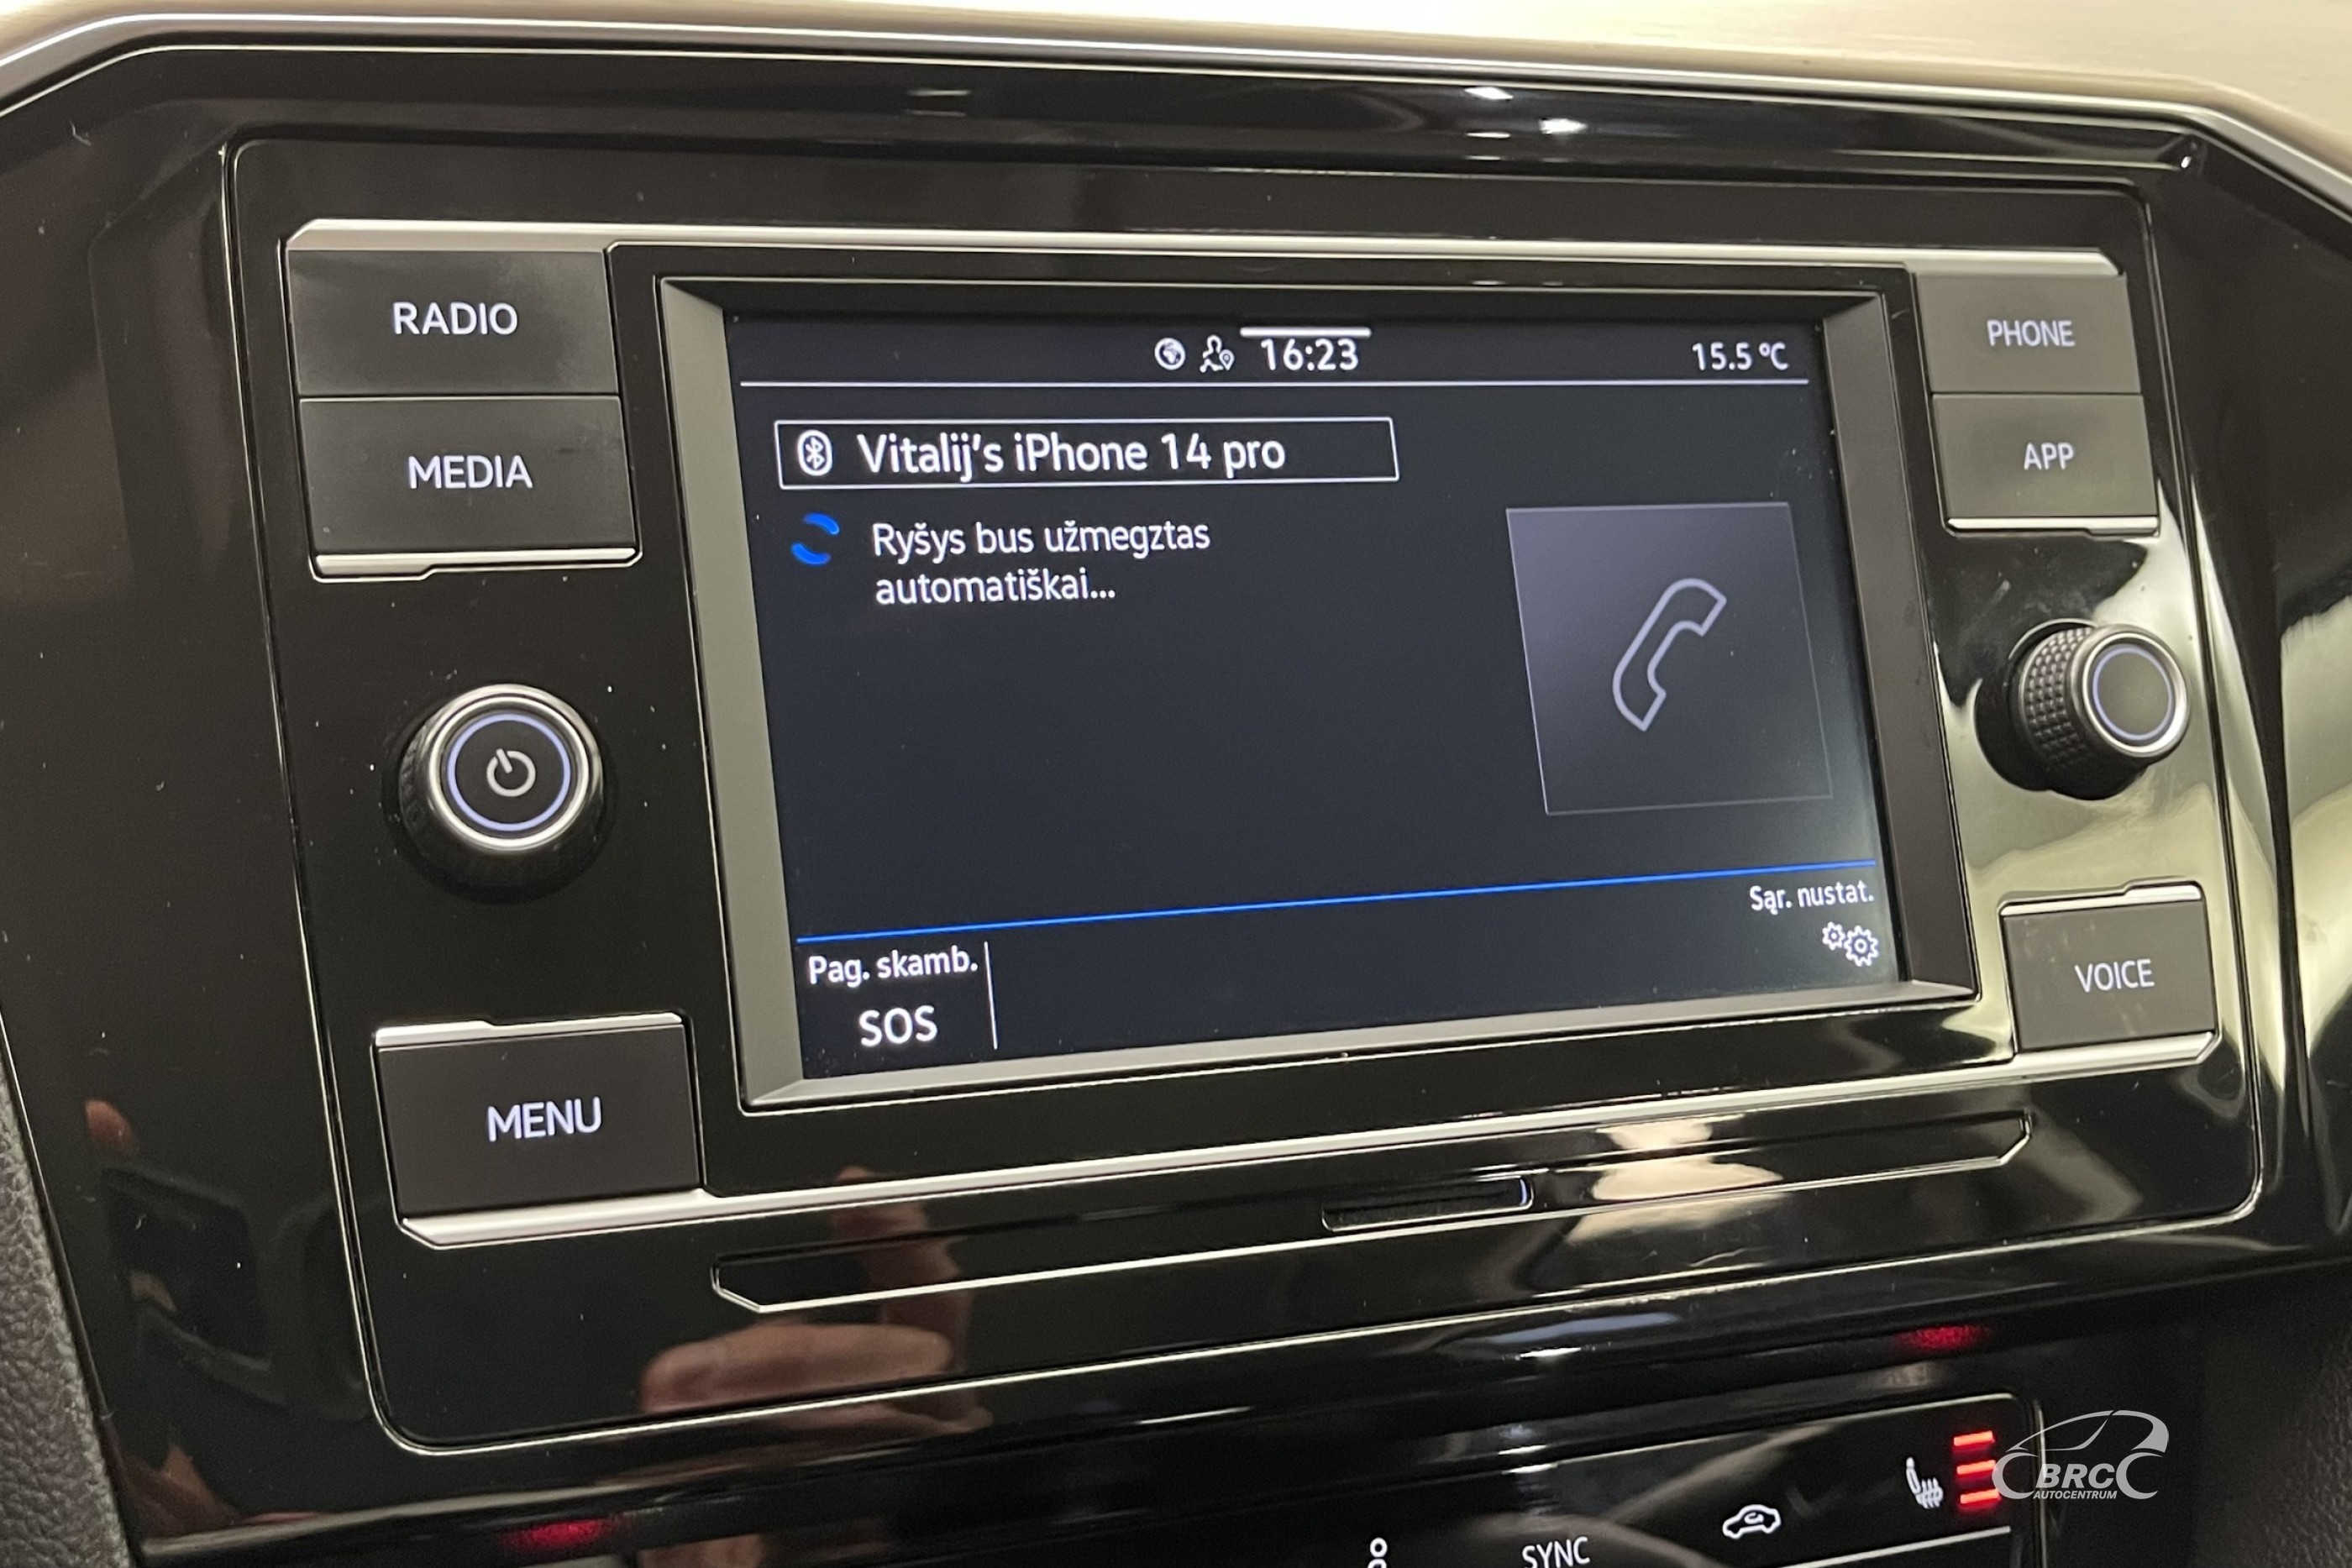 RADIO
MEDIA
MENU
16:23
15.5 °C
Vitalij's iPhone 14 pro
Ryšys bus užmegztas
automatiškai...
Sąr. nustat.
Pag. skamb.
SOS
PHONE
APP
VOICE
SYNC
BRC
AUTOCENTRUM